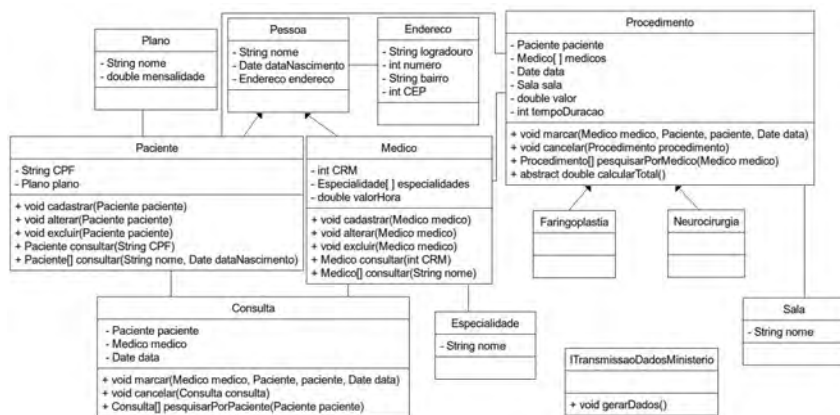 Plano
- String nome
- double mensalidade
Pessoa
- String nome
- Date dataNascimento
- Endereco endereco
Endereco
- String logradouro
- int numero
- String bairro
- int CEP
Procedimento
- Paciente paciente
- Medico[ ] medicos
- Date data
- Sala sala
- double valor
- int tempoDuracao
+ void marcar(Medico medico, Paciente, paciente, Date data)
+ void cancelar(Procedimento procedimento)
+ Procedimento[] pesquisarPorMedico(Medico medico)
+ abstract double calcularTotal()
Paciente
- String CPF
- Plano plano
+ void cadastrar(Paciente paciente)
+ void alterar(Paciente paciente)
+ void excluir(Paciente paciente)
+ Paciente consultar(String CPF)
+ Paciente[] consultar(String nome, Date dataNascimento)
Medico
- int CRM
- Especialidade[ ] especialidades
- double valorHora
+ void cadastrar(Medico medico)
+ void alterar(Medico medico)
+ void excluir(Medico medico)
+ Medico consultar(int CRM)
+ Medico[] consultar(String nome)
Faringoplastia
Neurocirurgia
Consulta
- Paciente paciente
- Medico medico
- Date data
+ void marcar(Medico medico, Paciente, paciente, Date data)
+ void cancelar(Consulta consulta)
+ Consulta[] pesquisarPorPaciente(Paciente paciente)
Especialidade
- String nome
Sala
- String nome
ITransmissaoDadosMinisterio
+ void gerarDados()